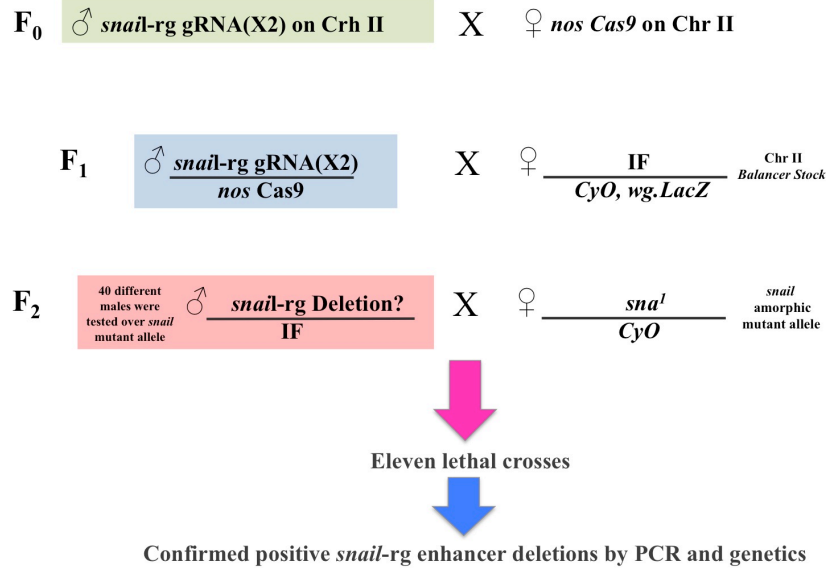 F0 ♂ snail-rg gRNA(X2) on Crh II X ♀ nos Cas9 on Chr II
F1 ♂ snail-rg gRNA(X2) X ♀ IF Chr II
nos Cas9 CyO, wg.LacZ Balancer Stock
F2
40 different
males were
tested over snail
mutant allele
♂ snail-rg Deletion? X ♀ sna1
IF CyO
snail
amorphic
mutant allele
Eleven lethal crosses
Confirmed positive snail-rg enhancer deletions by PCR and genetics